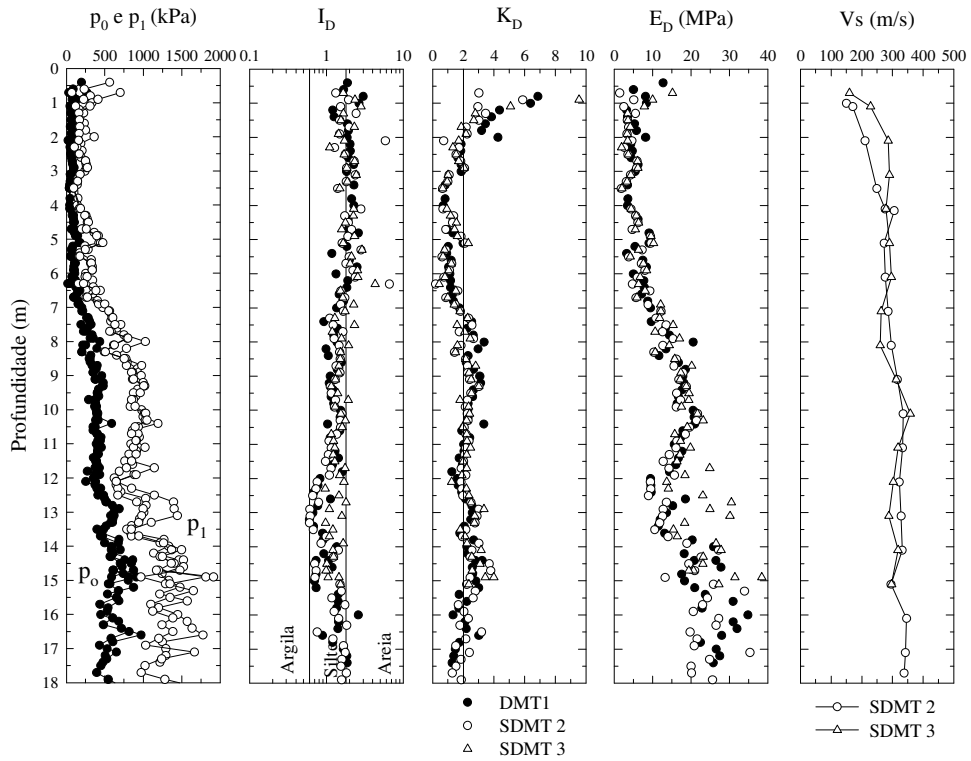 p0 e p1 (kPa)
ID
KD
ED (MPa)
Vs (m/s)
0 500 1000 1500 2000
0.1 1 10
0 2 4 6 8 10
0 10 20 30 40
0 100 200 300 400 500
Profundidade (m)
0
1
2
3
4
5
6
7
8
9
10
11
12
13
14
15
16
17
18
p1
po
Argila
Silte
Areia
DMT1
SDMT 2
SDMT 3
SDMT 2
SDMT 3